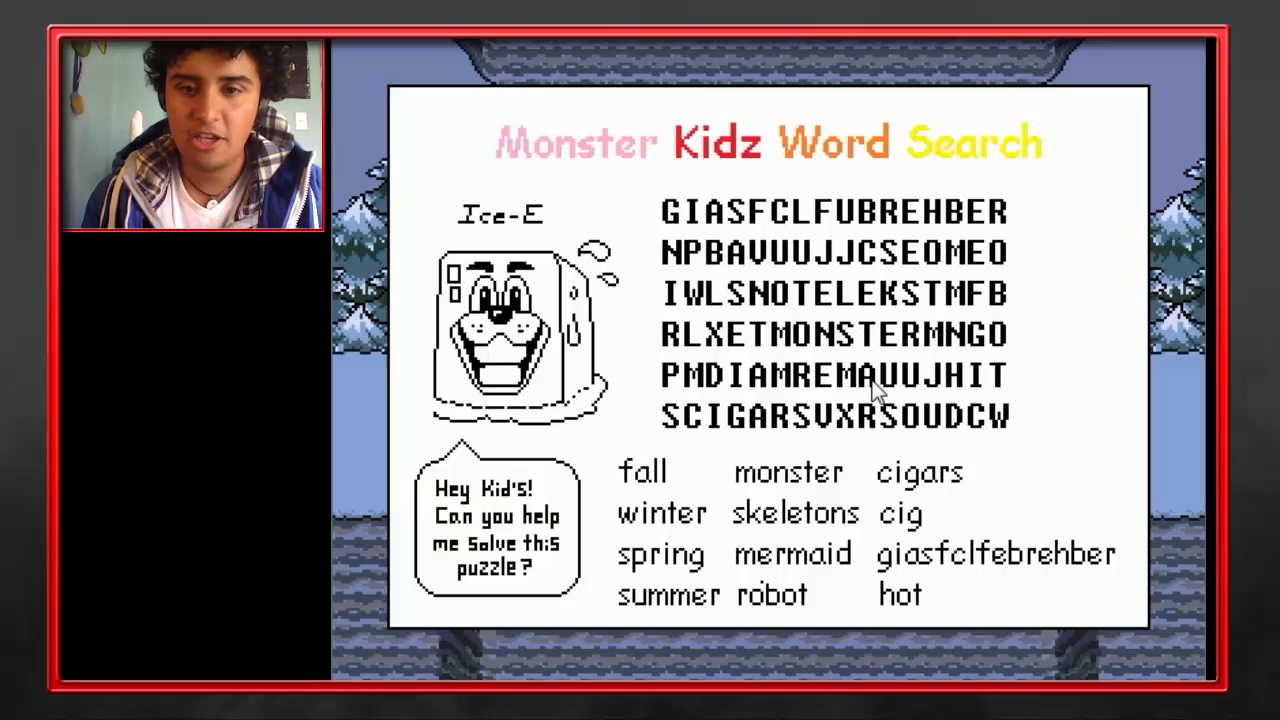 Monster Kidz Word Search
Ice-E
GIASFCLFUBREHBER
NPBAVUUJJCSEOMEO
IWLSNOTELEKSTMFB
RLXETMONSTERMNGO
PMDIAMREMAUUJHIT
SCIGARSVXRSOUDCW
fall monster cigars
winter skeletons cig
spring mermaid giasfclfebrehber
summer robot hot
Hey Kid's!
Can you help
me solve this
puzzle?